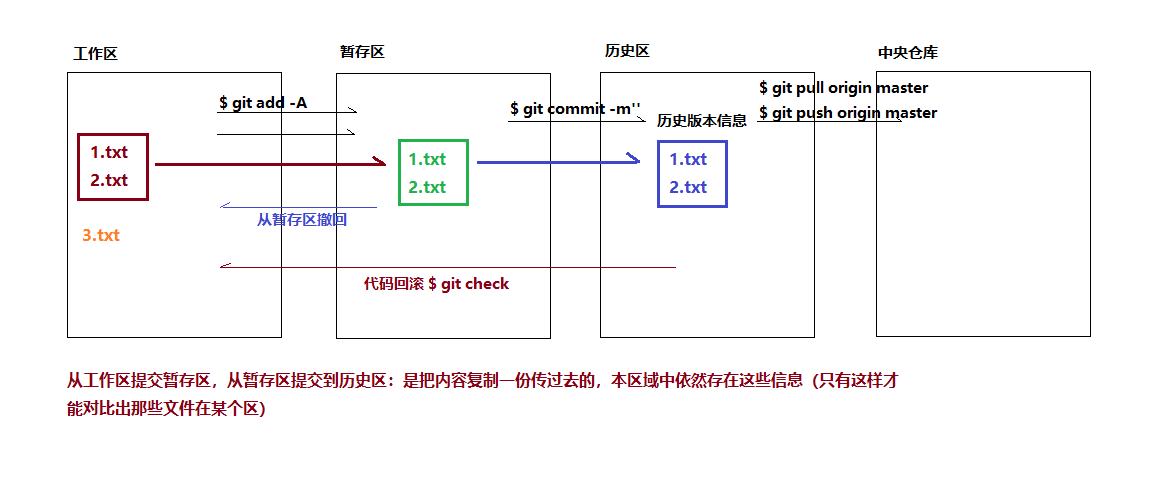 工作区
暂存区
历史区
中央仓库
$ git add -A
$ git commit -m''
$ git pull origin master
$ git push origin master
历史版本信息
1.txt
2.txt
1.txt
2.txt
1.txt
2.txt
从暂存区撤回
3.txt
代码回滚 $ git check
从工作区提交暂存区，从暂存区提交到历史区：是把内容复制一份传过去的，本区域中依然存在这些信息（只有这样才
能对比出那些文件在某个区）